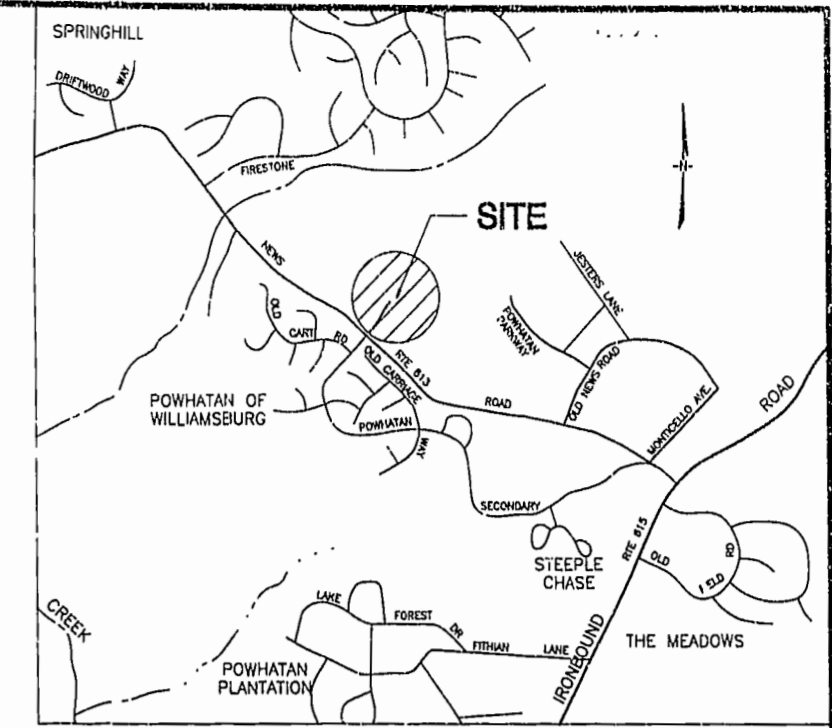 SPRINGHILL
DRIFTWOOD WAY
FIRESTONE
N
SITE
NEWS
JESTERS LANE
POWHATAN
PARKWAY
OLD
CART
RD
RTE 613
OLD CARRIAGE
OLD NEWS ROAD
ROAD
ROAD
MONTICELLO AVE.
POWHATAN OF
WILLIAMSBURG
POWHATAN
WAY
SECONDARY
STEEPLE
CHASE
RTE 615
OLD
IELD
RD
CREEK
LAKE
FOREST
DR
FITHIAN
LANE
THE MEADOWS
IRONBOUND
POWHATAN
PLANTATION